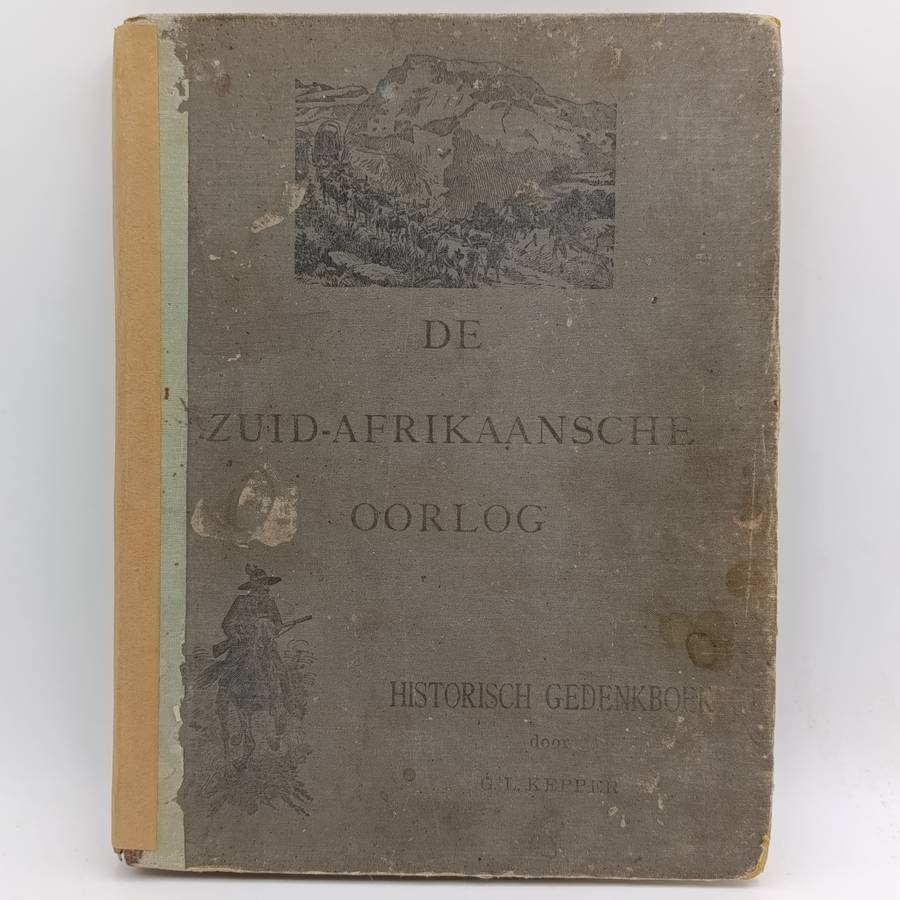 DE
ZUID-AFRIKAANSCHE
OORLOG
HISTORISCH GEDENKBOEK
door
G. L. KEPPER